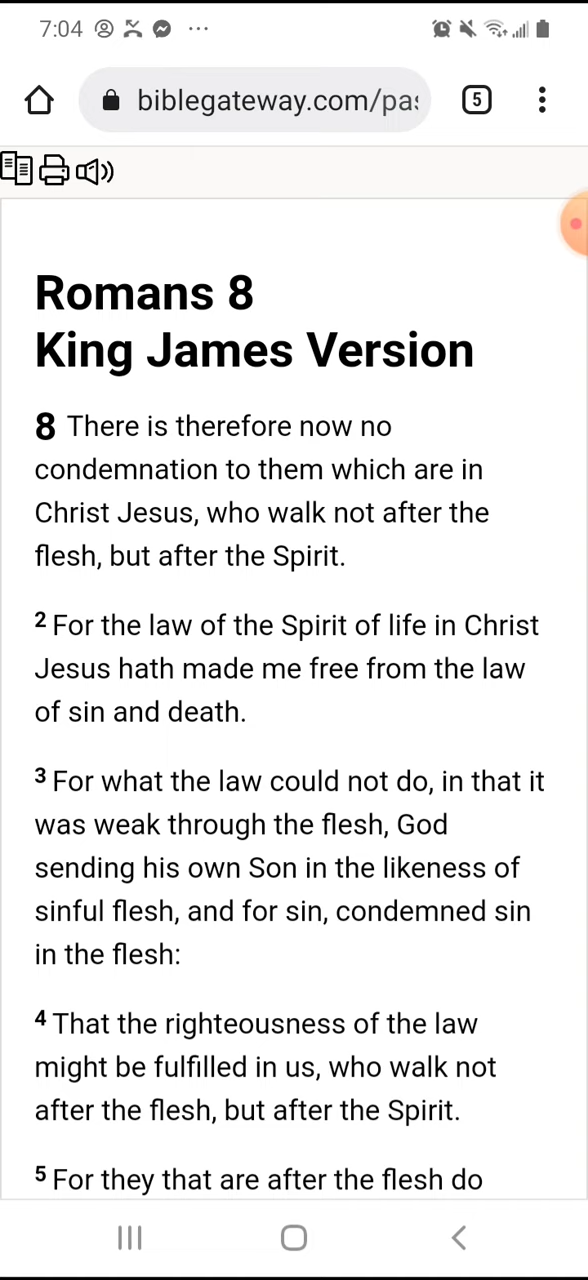 7:04
biblegateway.com/pa
5
Romans 8
King James Version
8 There is therefore now no
condemnation to them which are in
Christ Jesus, who walk not after the
flesh, but after the Spirit.
2 For the law of the Spirit of life in Christ
Jesus hath made me free from the law
of sin and death.
3 For what the law could not do, in that it
was weak through the flesh, God
sending his own Son in the likeness of
sinful flesh, and for sin, condemned sin
in the flesh:
4 That the righteousness of the law
might be fulfilled in us, who walk not
after the flesh, but after the Spirit.
5 For they that are after the flesh do